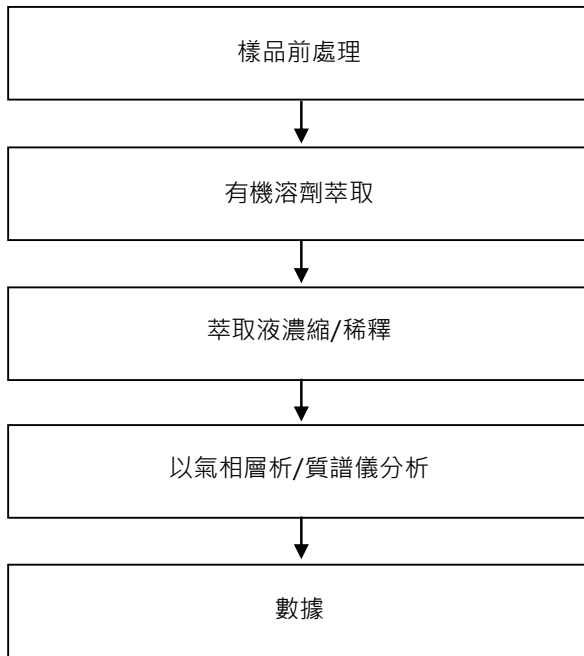 樣品前處理
有機溶劑萃取
萃取液濃縮/稀釋
以氣相層析/質譜儀分析
數據